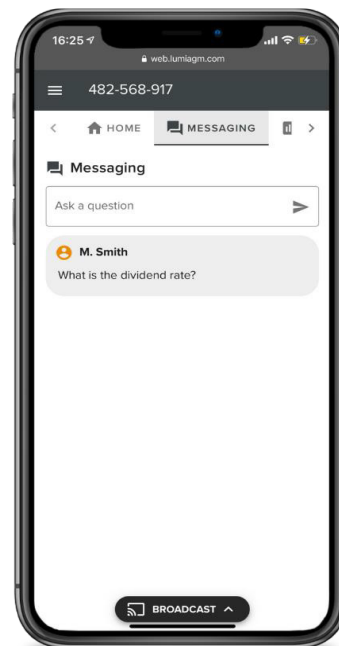 16:25
web.lumiagm.com
482-568-917
HOME
MESSAGING
Messaging
Ask a question
M. Smith
What is the dividend rate?
BROADCAST